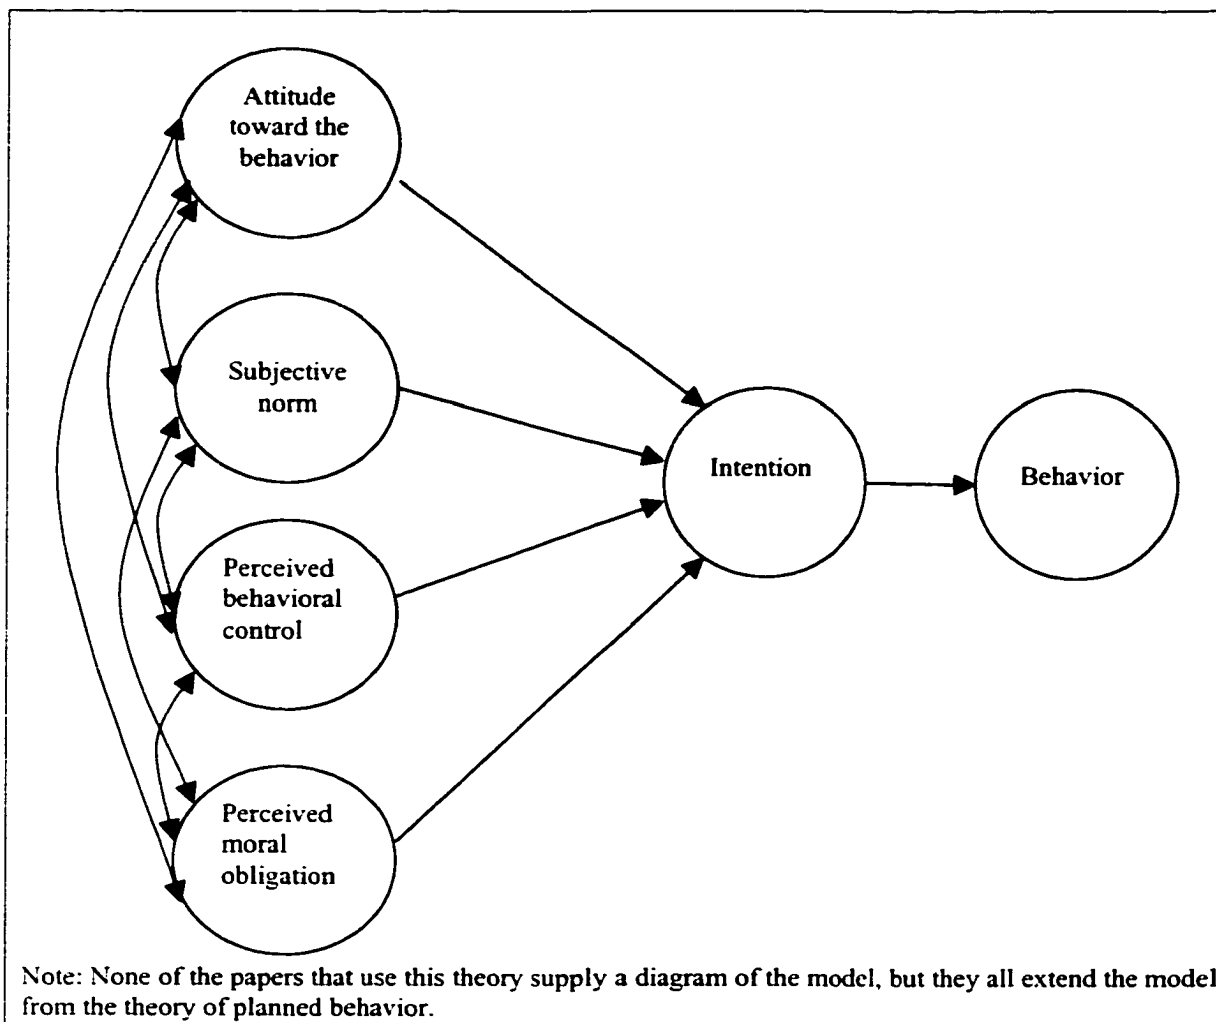 Attitude
toward the
behavior
Subjective
norm
Perceived
behavioral
control
Perceived
moral
obligation
Intention
Behavior
Note: None of the papers that use this theory supply a diagram of the model, but they all extend the model
from the theory of planned behavior.